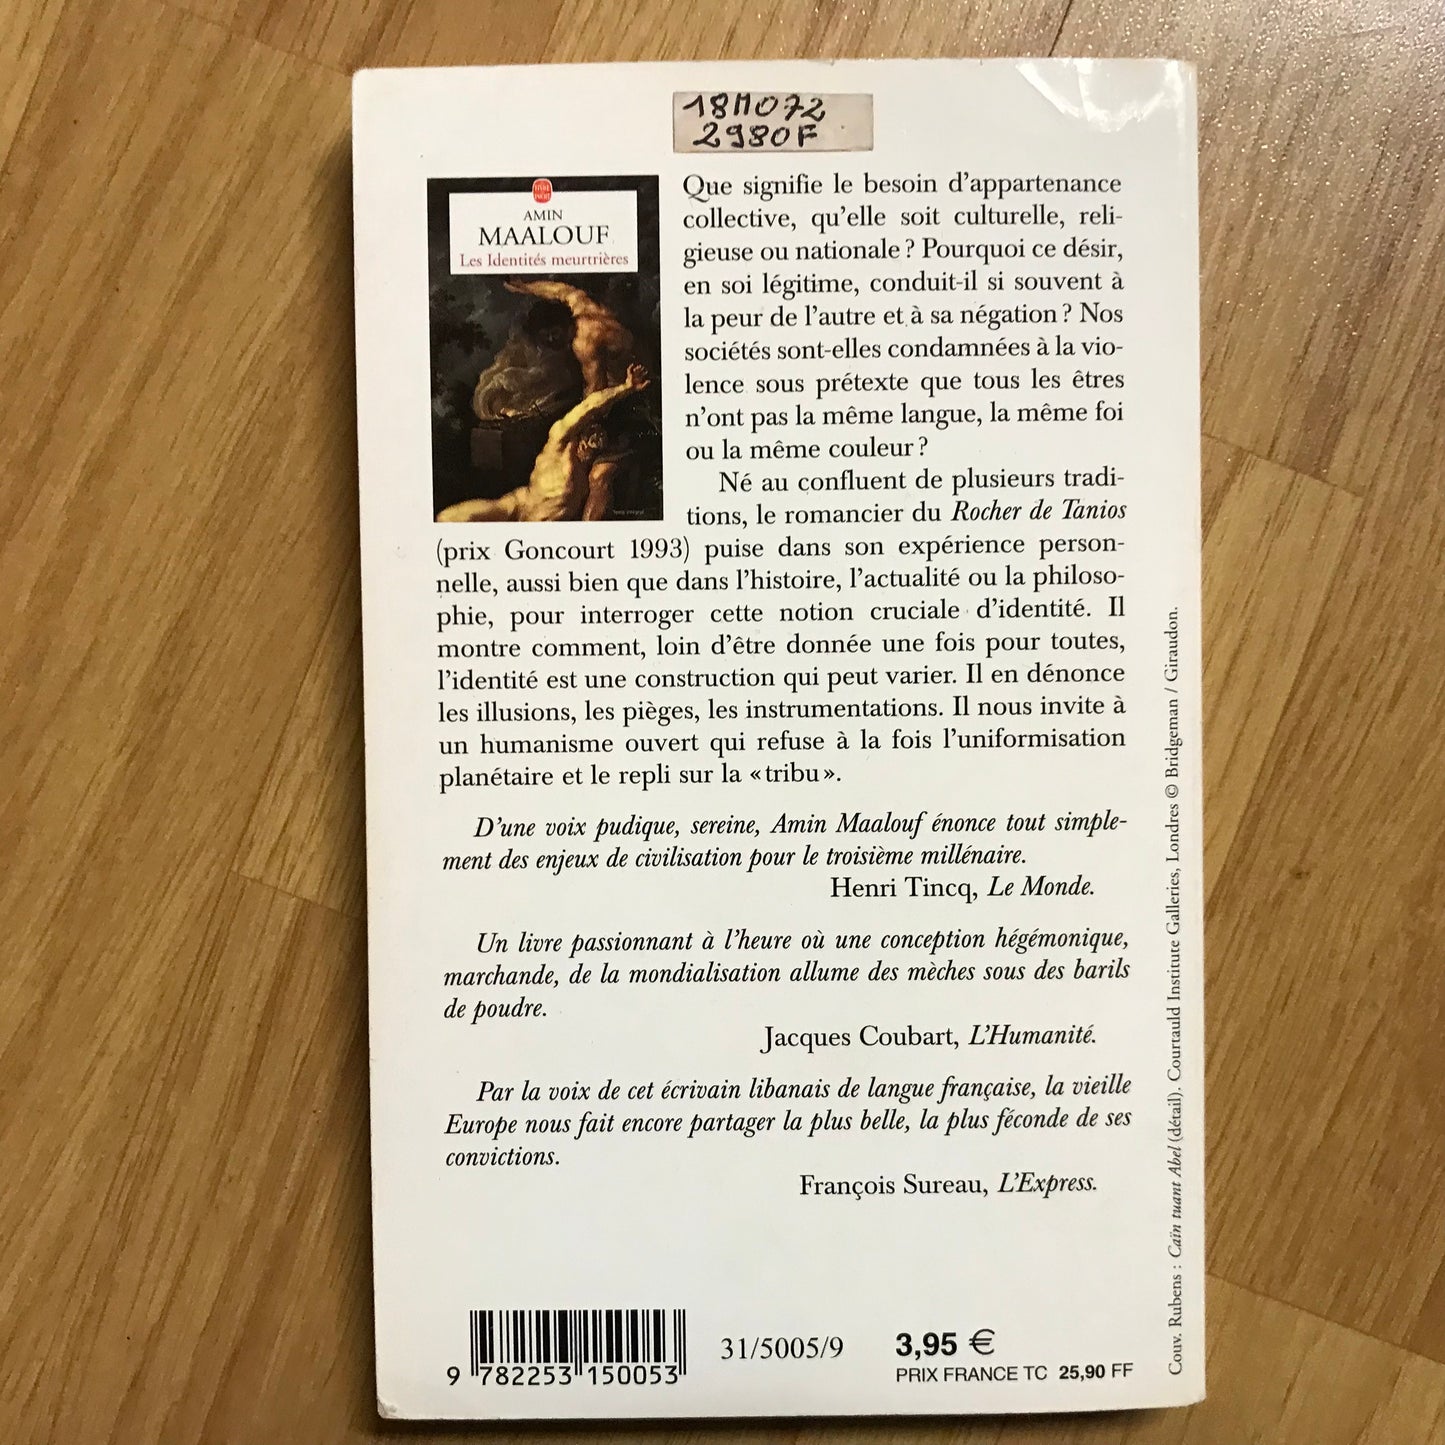 18M072
2980F
LIVRE
POCHE
AMIN
MAALOUF
Les Identités meurtrières
Texte intégral
Que signifie le besoin d'appartenance
collective, qu'elle soit culturelle, reli-
gieuse ou nationale ? Pourquoi ce désir,
en soi légitime, conduit-il si souvent à
la peur de l'autre et à sa négation ? Nos
sociétés sont-elles condamnées à la vio-
lence sous prétexte que tous les êtres
n'ont pas la même langue, la même foi
ou la même couleur ?
Né au confluent de plusieurs tradi-
tions, le romancier du Rocher de Tanios
(prix Goncourt 1993) puise dans son expérience person-
nelle, aussi bien que dans l'histoire, l'actualité ou la philoso-
phie, pour interroger cette notion cruciale d'identité. Il
montre comment, loin d'être donnée une fois pour toutes,
l'identité est une construction qui peut varier. Il en dénonce
les illusions, les pièges, les instrumentations. Il nous invite à
un humanisme ouvert qui refuse à la fois l'uniformisation
planétaire et le repli sur la « tribu ».
D'une voix pudique, sereine, Amin Maalouf énonce tout simple-
ment des enjeux de civilisation pour le troisième millénaire.
Henri Tincq, Le Monde.
Un livre passionnant à l'heure où une conception hégémonique,
marchande, de la mondialisation allume des mèches sous des barils
de poudre.
Jacques Coubart, L'Humanité.
Par la voix de cet écrivain libanais de langue française, la vieille
Europe nous fait encore partager la plus belle, la plus féconde de ses
convictions.
François Sureau, L'Express.
9 782253 150053
31/5005/9
3,95 €
PRIX FRANCE TC 25,90 FF
Couv. Rubens : Caïn tuant Abel (détail). Courtauld Institute Galleries, Londres © Bridgeman / Giraudon.